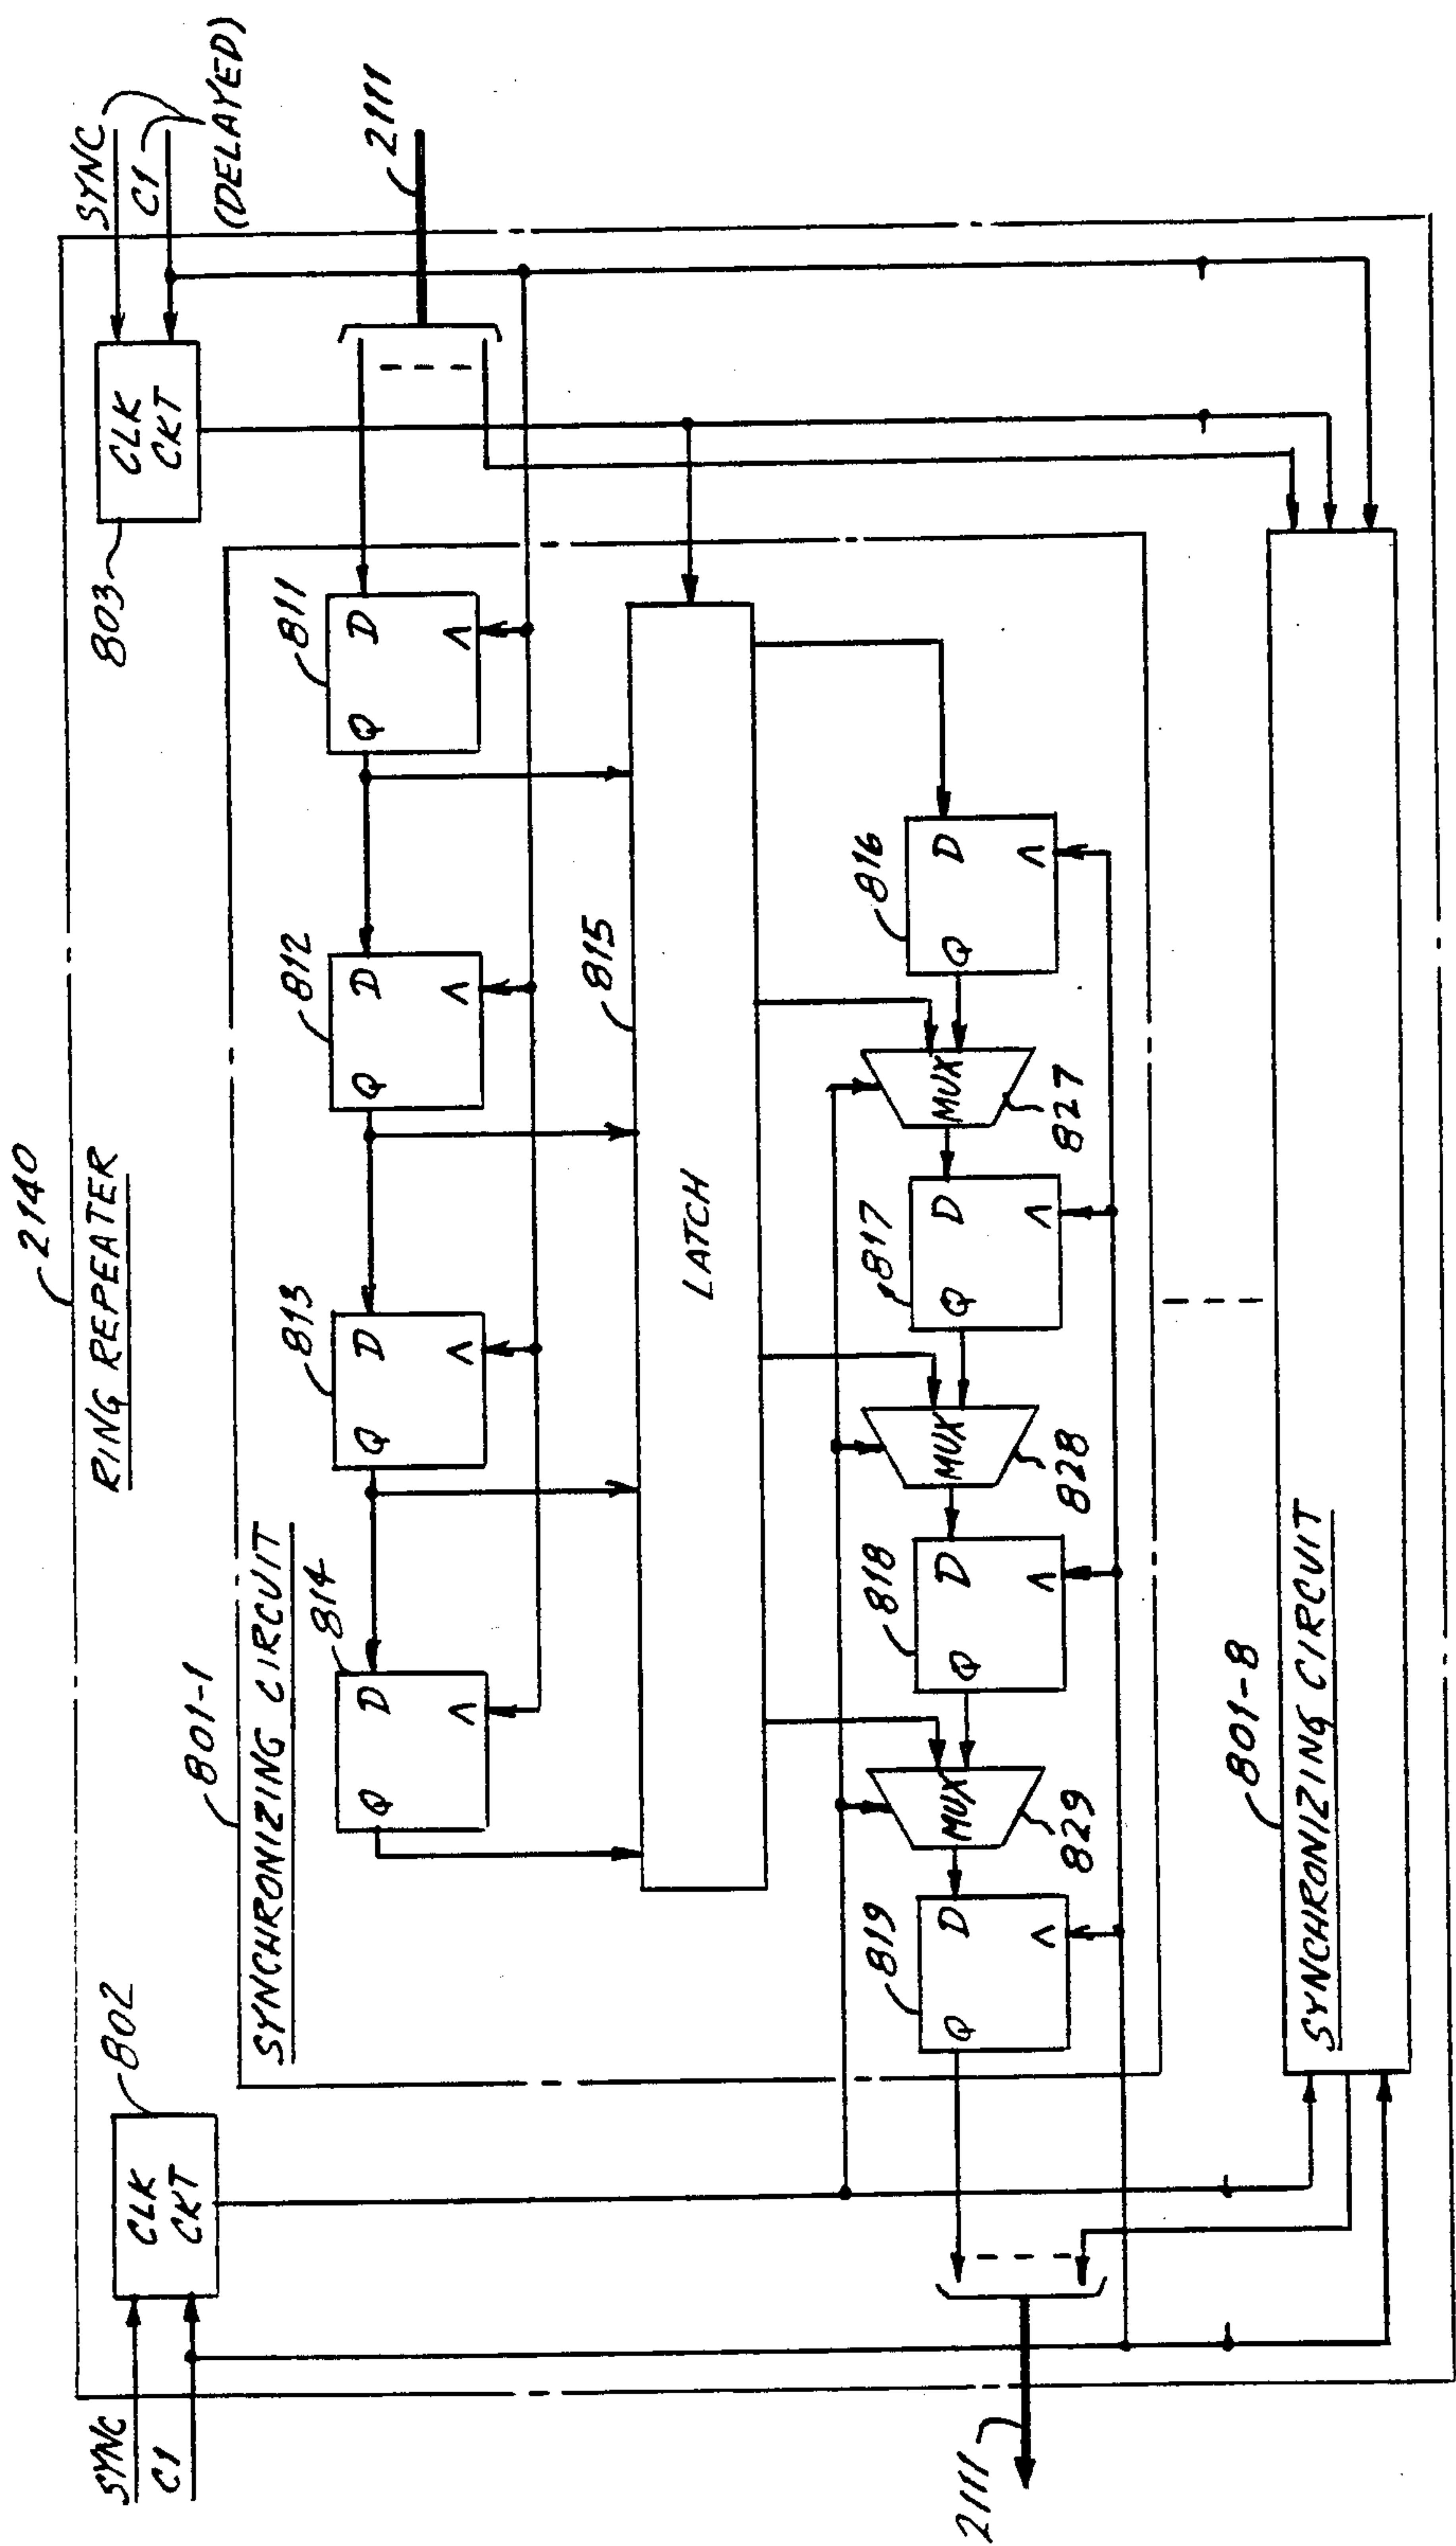 2140
RING REPEATER
SYNC
C1
802
CLK
CKT
803
CLK
CKT
SYNC
C1
(DELAYED)
801-1
SYNCHRONIZING CIRCUIT
814
Q
D
Λ
813
Q
D
Λ
812
Q
D
Λ
811
Q
D
Λ
2111
815
LATCH
819
Q
D
Λ
MUX
829
818
Q
D
Λ
MUX
828
817
Q
D
Λ
MUX
827
816
Q
D
Λ
2111
801-8
SYNCHRONIZING CIRCUIT